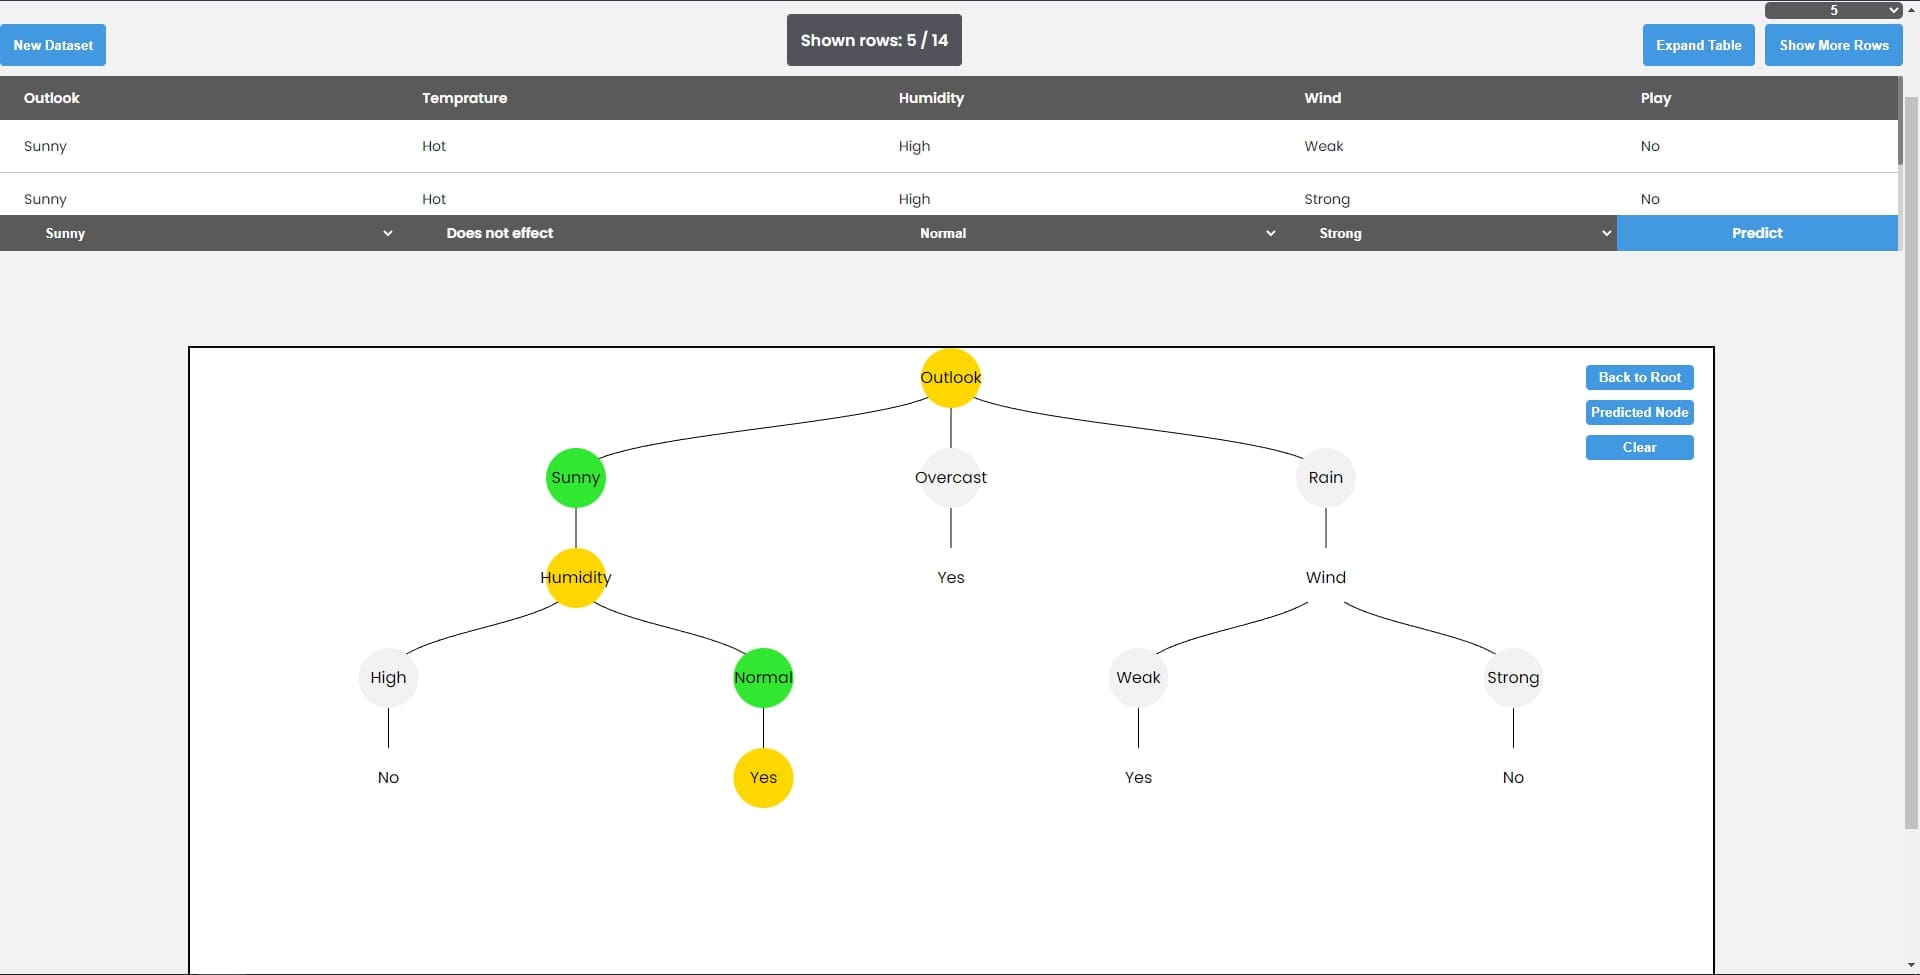 5
New Dataset
Shown rows: 5 / 14
Expand Table
Show More Rows
Outlook Temprature Humidity Wind Play
Sunny Hot High Weak No
Sunny Hot High Strong No
Sunny Does not effect Normal Strong Predict
Outlook
Back to Root
Predicted Node
Clear
Sunny Overcast Rain
Humidity Yes Wind
High Normal Weak Strong
No Yes Yes No